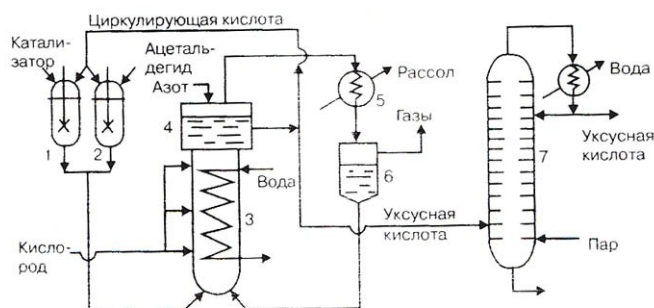 Циркулирующая кислота
Катали-
затор
Ацеталь-
дегид
Азот
4
1
2
5
Рассол
Газы
6
Вода
3
Кисло-
род
Уксусная
кислота
Вода
7
Уксусная
кислота
Пар